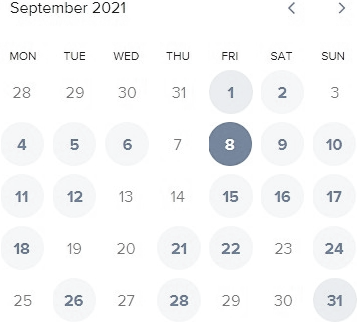 September 2021
MON TUE WED THU FRI SAT SUN
28 29 30 31 1 2 3
4 5 6 7 8 9 10
11 12 13 14 15 16 17
18 19 20 21 22 23 24
25 26 27 28 29 30 31